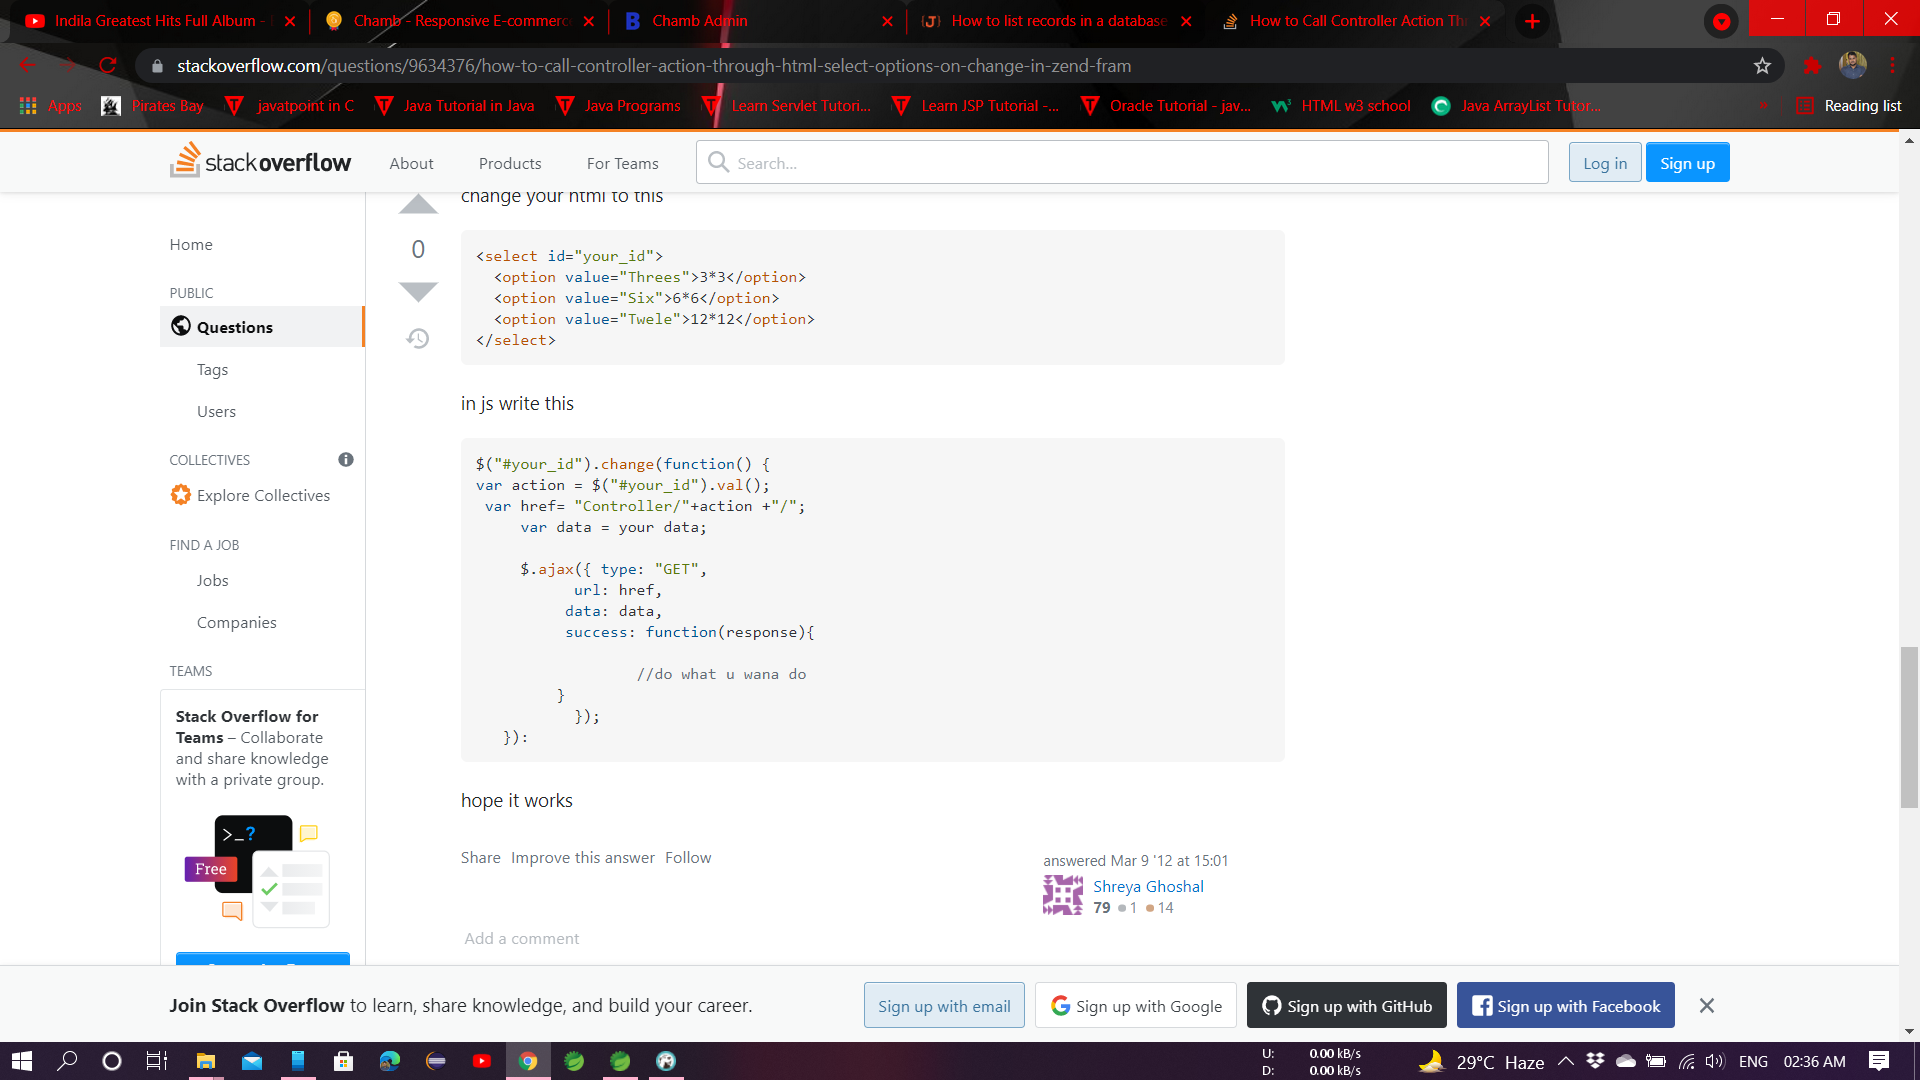 Indila Greatest Hits Full Album -
Chamb - Responsive E-commerc
Chamb Admin
How to list records in a database
How to Call Controller Action Th
stackoverflow.com/questions/9634376/how-to-call-controller-action-through-html-select-options-on-change-in-zend-fram
Apps
Pirates Bay
javatpoint in C
Java Tutorial in Java
Java Programs
Learn Servlet Tutori...
Learn JSP Tutorial -...
Oracle Tutorial - jav...
HTML w3 school
Java ArrayList Tutor...
Reading list
stackoverflow
About
Products
For Teams
Search...
Log in
Sign up
Home
PUBLIC
Questions
Tags
Users
COLLECTIVES
Explore Collectives
FIND A JOB
Jobs
Companies
TEAMS
Stack Overflow for
Teams – Collaborate
and share knowledge
with a private group.
>_?
Free
change your html to this
0
<select id="your_id">
<option value="Threes">3*3</option>
<option value="Six">6*6</option>
<option value="Twele">12*12</option>
</select>
in js write this
$("#your_id").change(function() {
var action = $("#your_id").val();
var href= "Controller/"+action +"/";
var data = your data;
$.ajax({ type: "GET",
url: href,
data: data,
success: function(response){
//do what u wana do
}
});
}):
hope it works
Share Improve this answer Follow
answered Mar 9 '12 at 15:01
Shreya Ghoshal
79 ●1 ●14
Add a comment
Join Stack Overflow to learn, share knowledge, and build your career.
Sign up with email
Sign up with Google
Sign up with GitHub
Sign up with Facebook
U: 0.00 kB/s
D: 0.00 kB/s
29°C Haze
ENG
02:36 AM